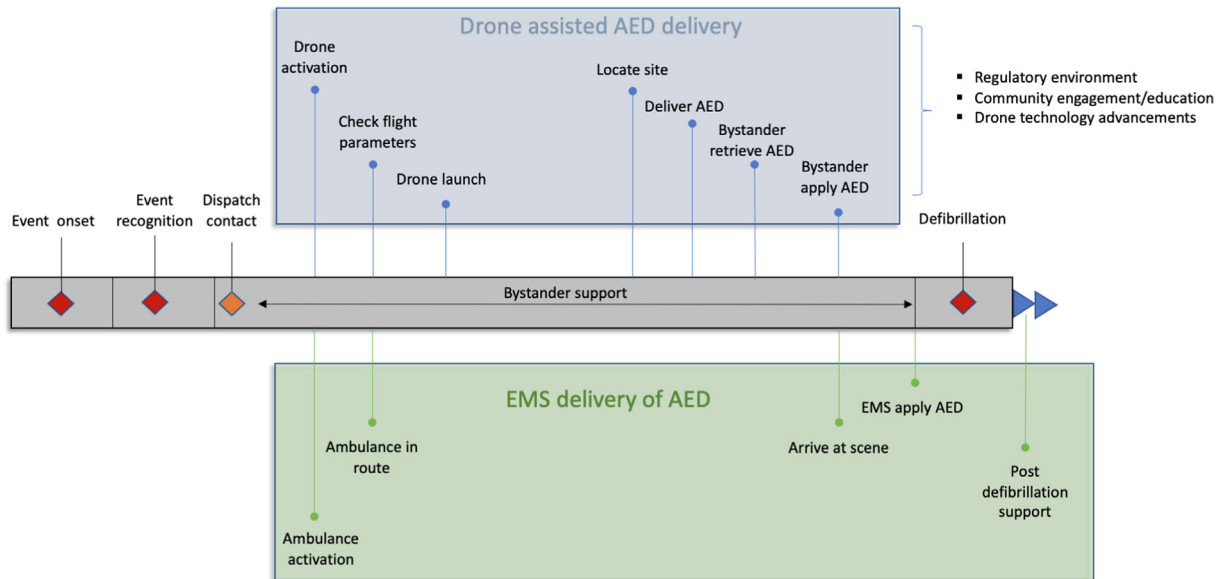 Drone assisted AED delivery
Drone
activation
Check flight
parameters
Drone launch
Locate site
Deliver AED
Bystander
retrieve AED
Bystander
apply AED
Regulatory environment
Community engagement/education
Drone technology advancements
Event onset
Event
recognition
Dispatch
contact
Defibrillation
Bystander support
EMS delivery of AED
Ambulance
activation
Ambulance in
route
Arrive at scene
EMS apply AED
Post
defibrillation
support